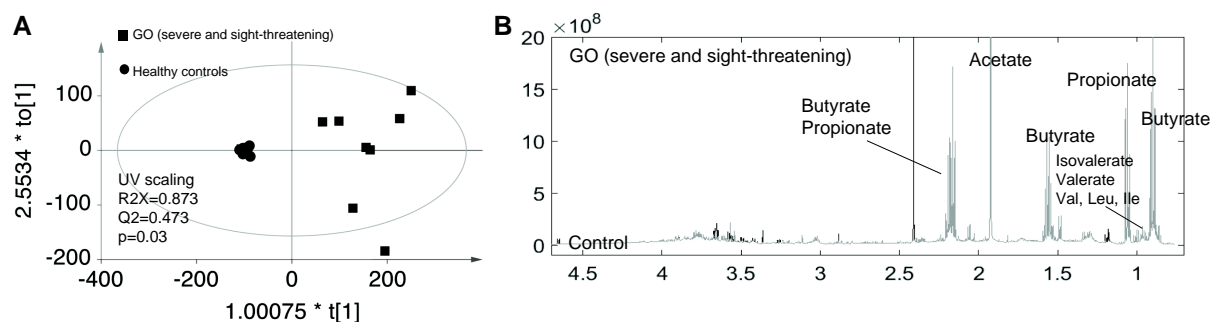 A
GO (severe and sight-threatening)
Healthy controls
100
0
-100
-200
2.5534 * to[1]
UV scaling
R2X=0.873
Q2=0.473
p=0.03
-400
-200
0
200
1.00075 * t[1]
B
×10⁸
20
15
10
5
0
GO (severe and sight-threatening)
Acetate
Propionate
Butyrate
Butyrate
Propionate
Butyrate
Isovalerate
Valerate
Val, Leu, Ile
Control
4.5
4
3.5
3
2.5
2
1.5
1